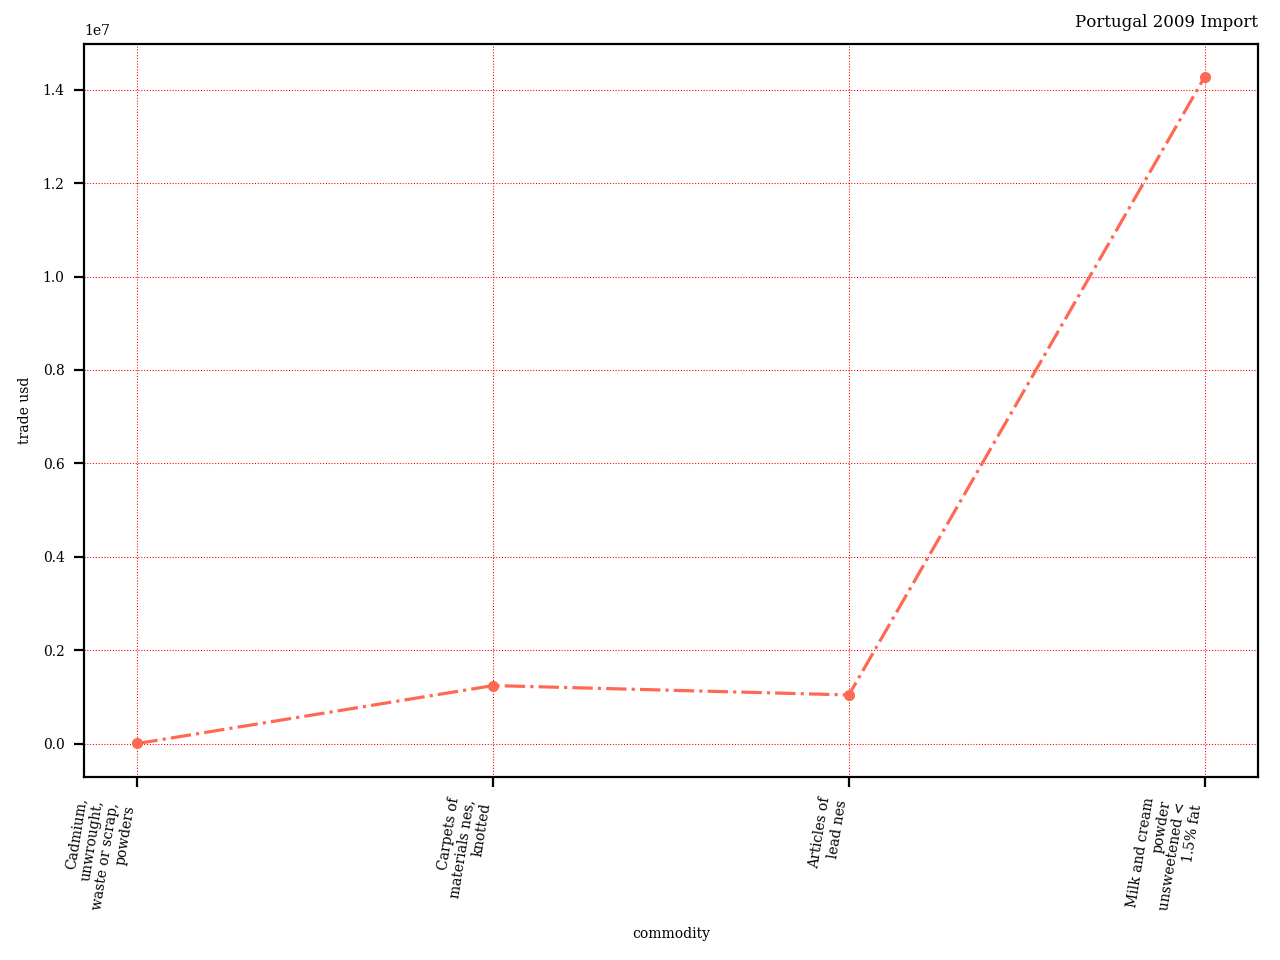 Portugal 2009 Import
1e7
1.4
1.2
1.0
0.8
0.6
0.4
0.2
0.0
trade usd
Cadmium,
unwrought,
waste or scrap,
powders
Carpets of
materials nes,
knotted
Articles of
lead nes
Milk and cream
powder
unsweetened <
1.5% fat
commodity